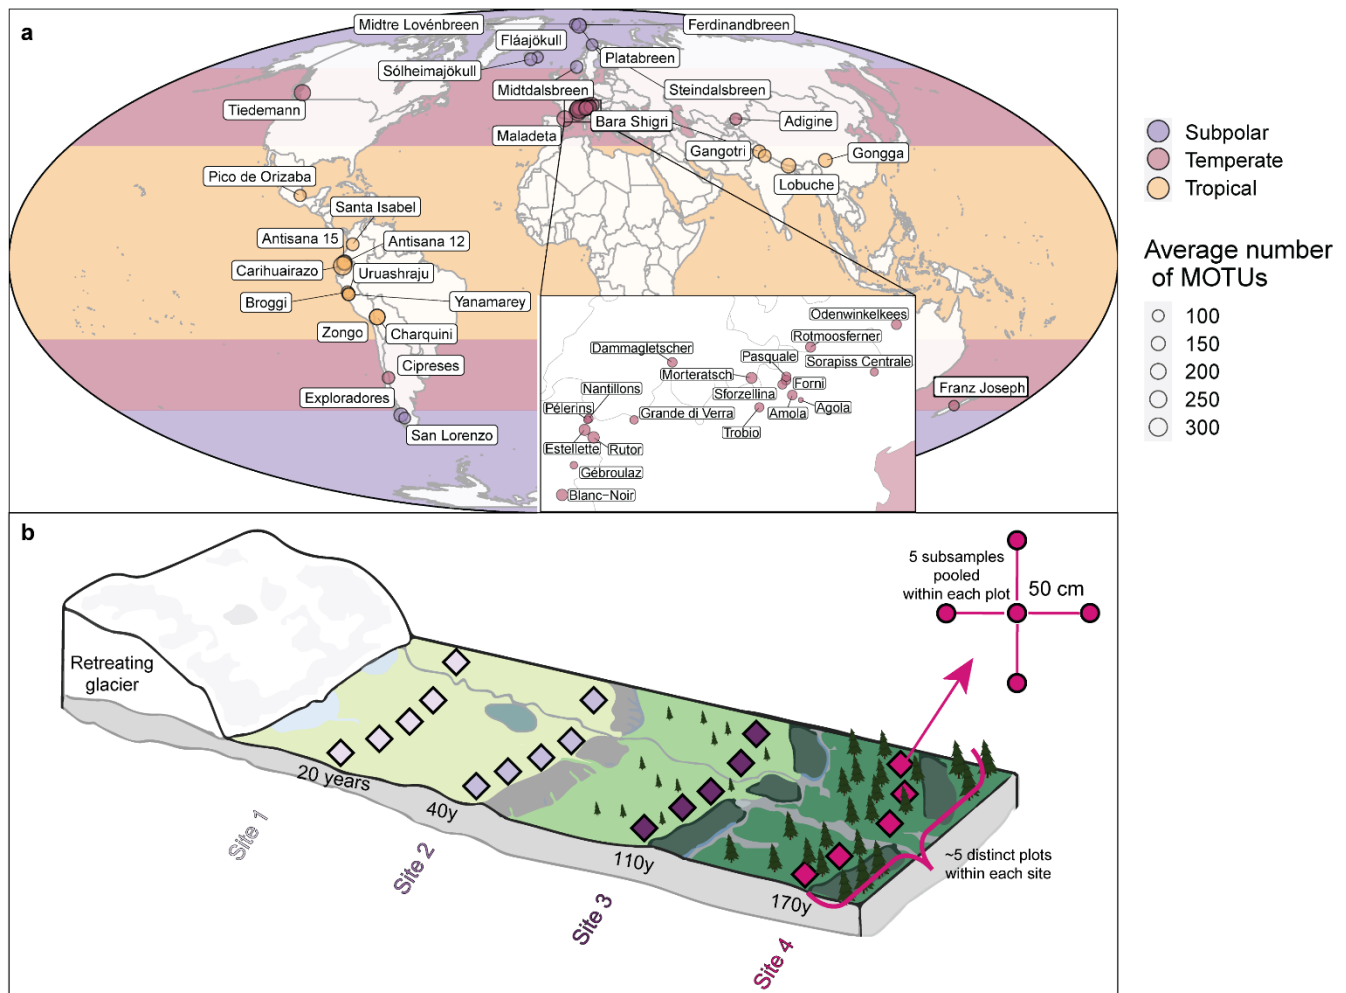 a
Midtre Lovénbreen
Ferdinandbreen
Fláajökull
Platabreen
Sólheimajökull
Midtdalsbreen
Steindalsbreen
Tiedemann
Maladeta
Bara Shigri
Adigine
Gangotri
Gongga
Lobuche
Pico de Orizaba
Santa Isabel
Antisana 15
Antisana 12
Carihuairazo
Uruashraju
Broggi
Yanamarey
Zongo
Charquini
Cipreses
Exploradores
San Lorenzo
Franz Joseph
Odenwinkelkees
Rotmoosferner
Dammagletscher
Pasquale
Sorapiss Centrale
Morteratsch
Forni
Nantillons
Sforzellina
Agola
Pélerins
Grande di Verra
Amola
Trobio
Estellette
Rutor
Gébroulaz
Blanc−Noir
Subpolar
Temperate
Tropical
Average number
of MOTUs
100
150
200
250
300
b
5 subsamples
pooled
within each plot
50 cm
Retreating
glacier
20 years
40y
110y
170y
Site 1
Site 2
Site 3
Site 4
~5 distinct plots
within each site